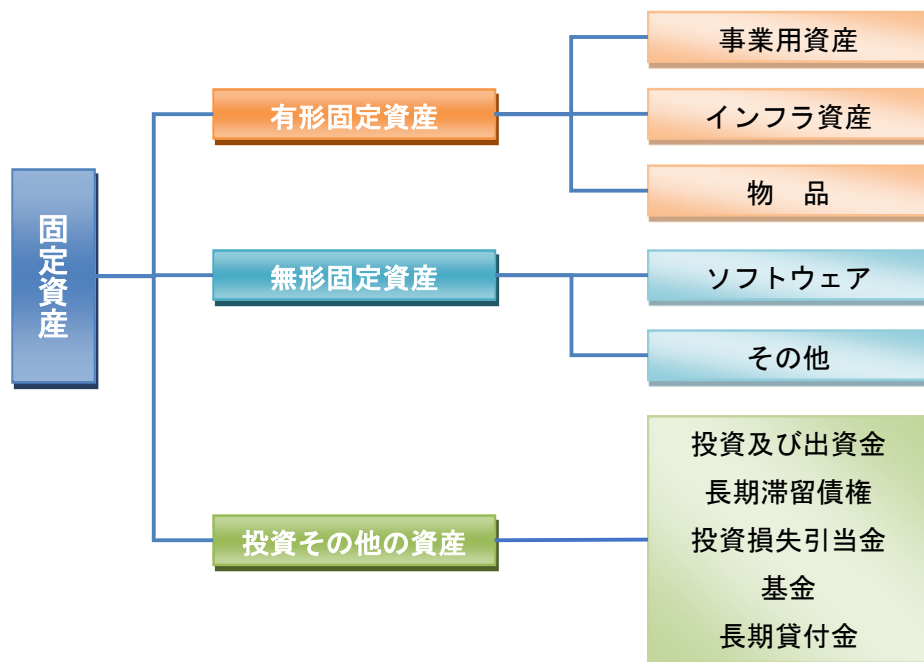 固定資産
有形固定資産
事業用資産
インフラ資産
物　品
無形固定資産
ソフトウェア
その他
投資その他の資産
投資及び出資金
長期滞留債権
投資損失引当金
基金
長期貸付金